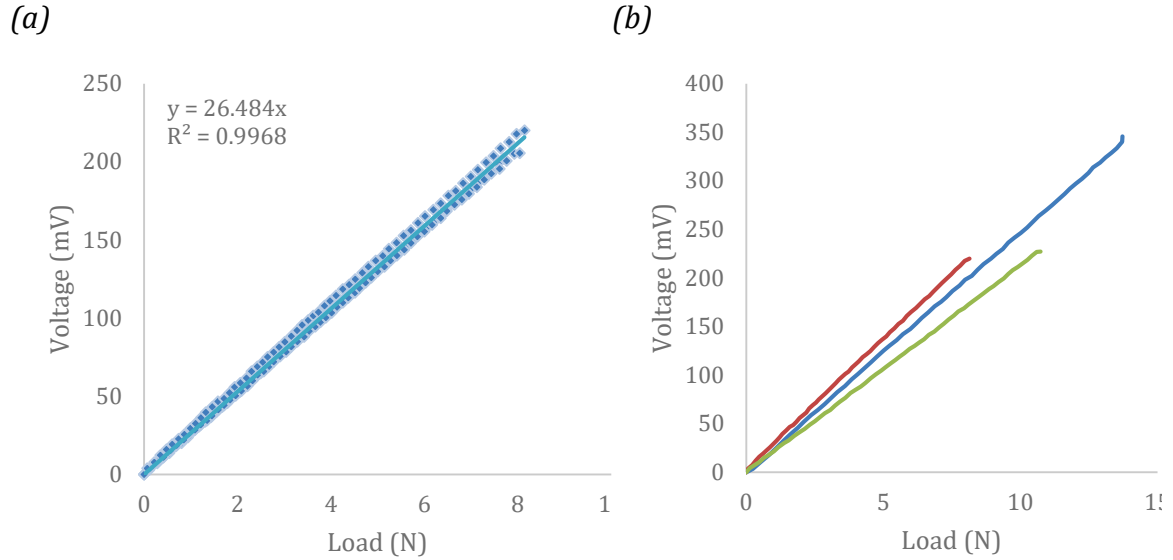 (a)
(b)
250
200
150
100
50
0
Voltage (mV)
y = 26.484x
R² = 0.9968
0 2 4 6 8 1
Load (N)
400
350
300
250
200
150
100
50
0
Voltage (mV)
0 5 10 15
Load (N)